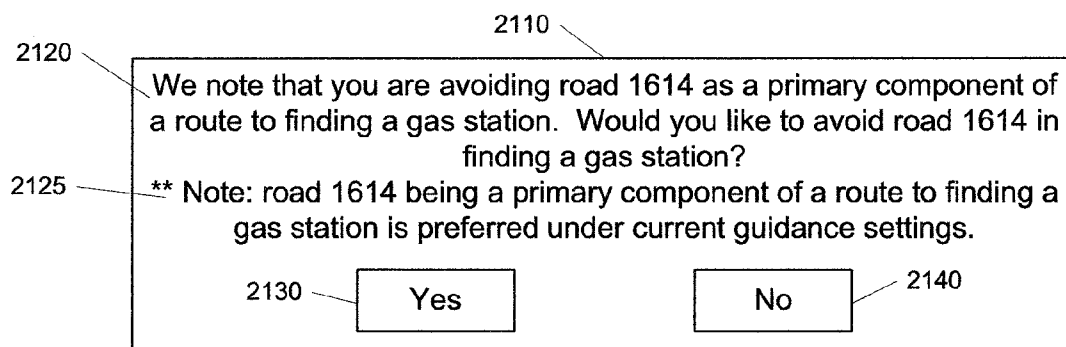 2110
2120
We note that you are avoiding road 1614 as a primary component of
a route to finding a gas station. Would you like to avoid road 1614 in
finding a gas station?
2125
** Note: road 1614 being a primary component of a route to finding a
gas station is preferred under current guidance settings.
2130
Yes
No
2140